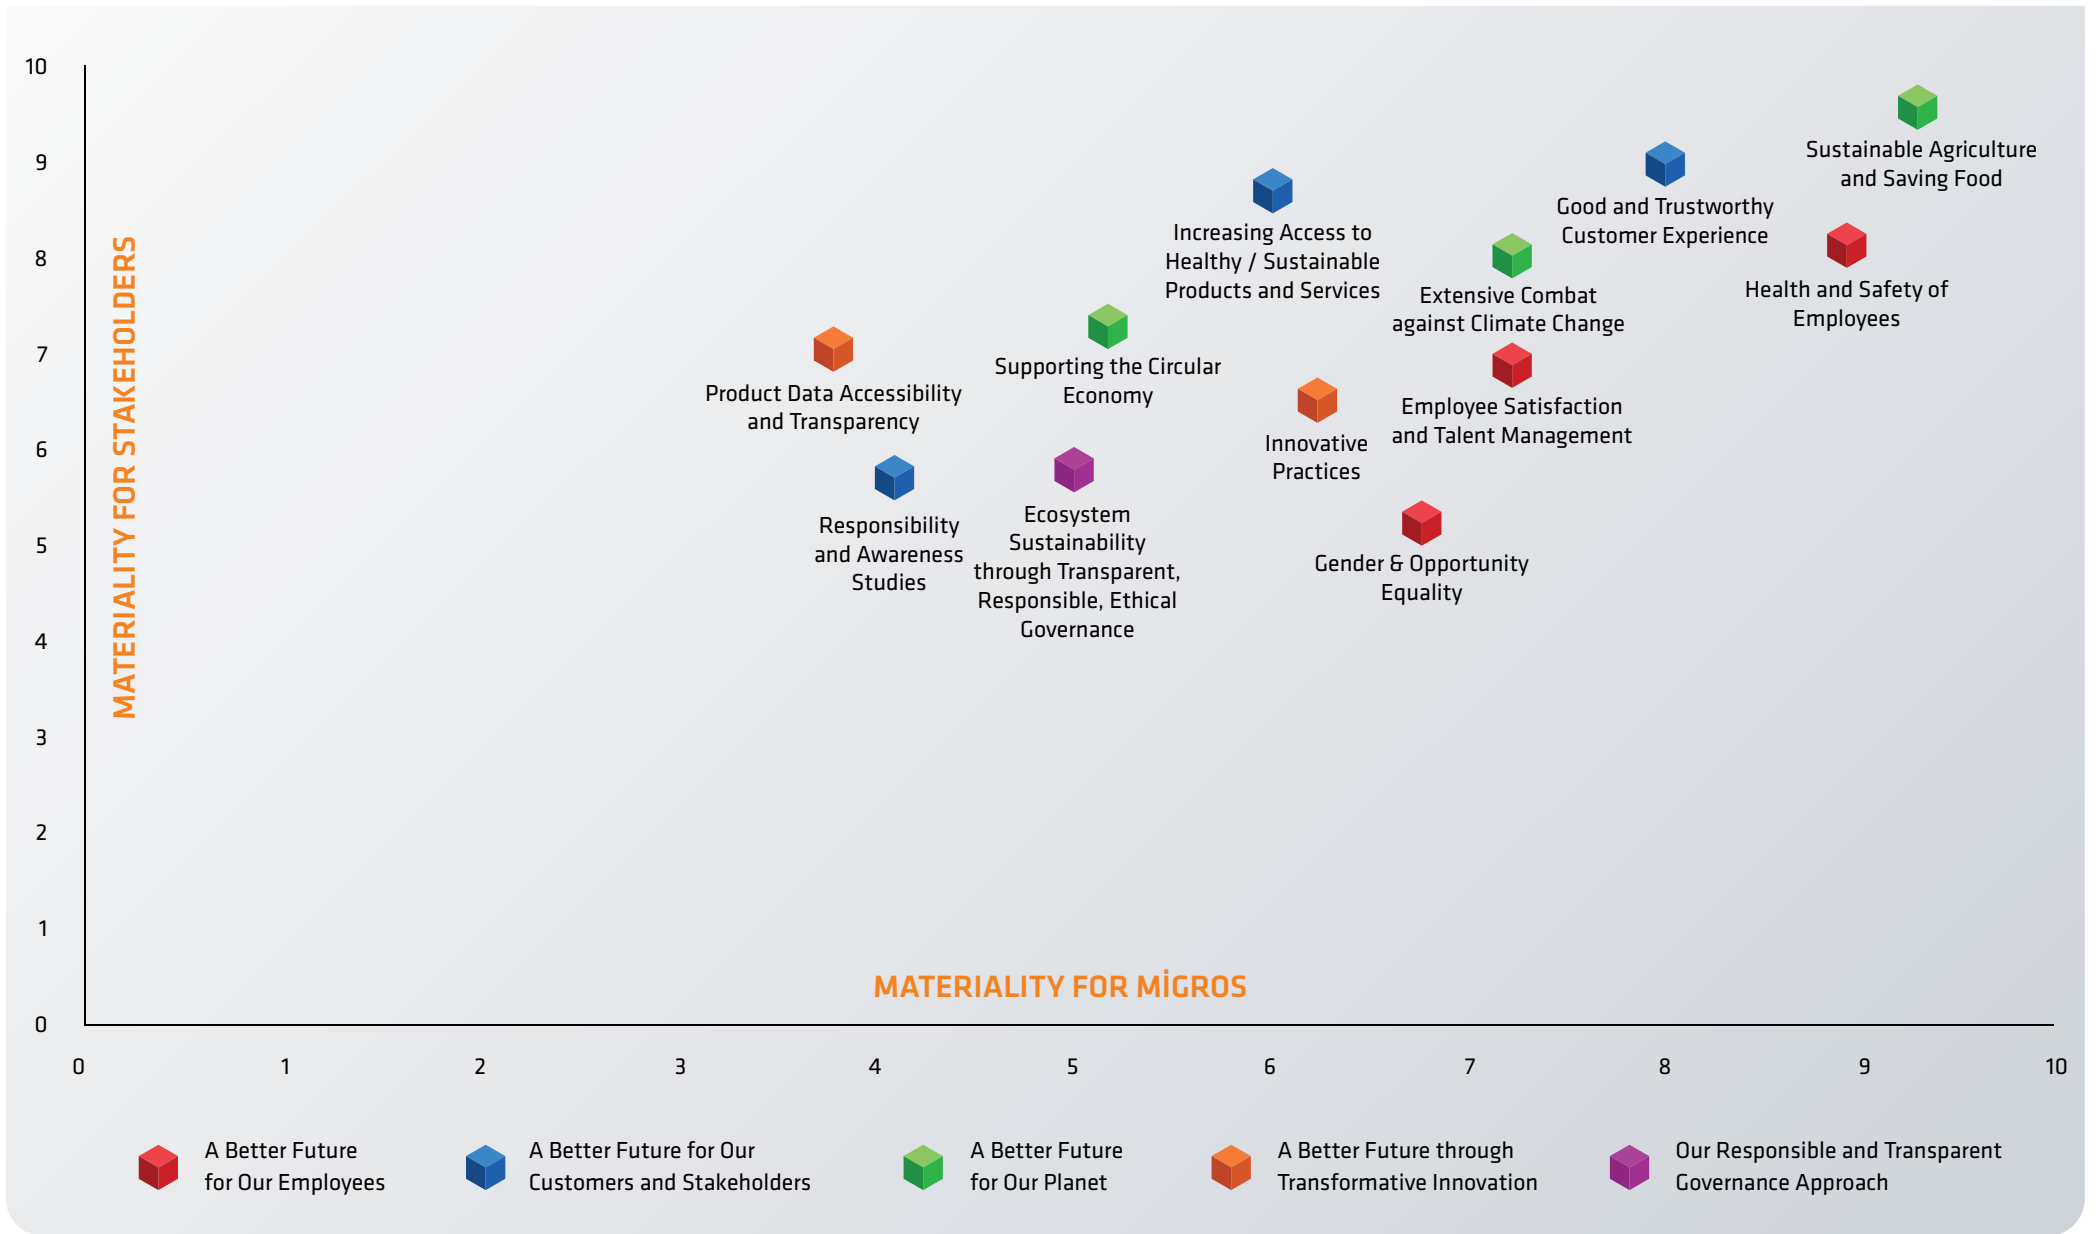 10
9
8
7
6
5
4
3
2
1
0
MATERIALITY FOR STAKEHOLDERS
Sustainable Agriculture
and Saving Food
Good and Trustworthy
Customer Experience
Increasing Access to
Healthy / Sustainable
Products and Services
Health and Safety of
Employees
Extensive Combat
against Climate Change
Supporting the Circular
Economy
Product Data Accessibility
and Transparency
Employee Satisfaction
and Talent Management
Innovative
Practices
Responsibility
and Awareness
Studies
Ecosystem
Sustainability
through Transparent,
Responsible, Ethical
Governance
Gender & Opportunity
Equality
MATERIALITY FOR MİGROS
0 1 2 3 4 5 6 7 8 9 10
A Better Future
for Our Employees
A Better Future for Our
Customers and Stakeholders
A Better Future
for Our Planet
A Better Future through
Transformative Innovation
Our Responsible and Transparent
Governance Approach